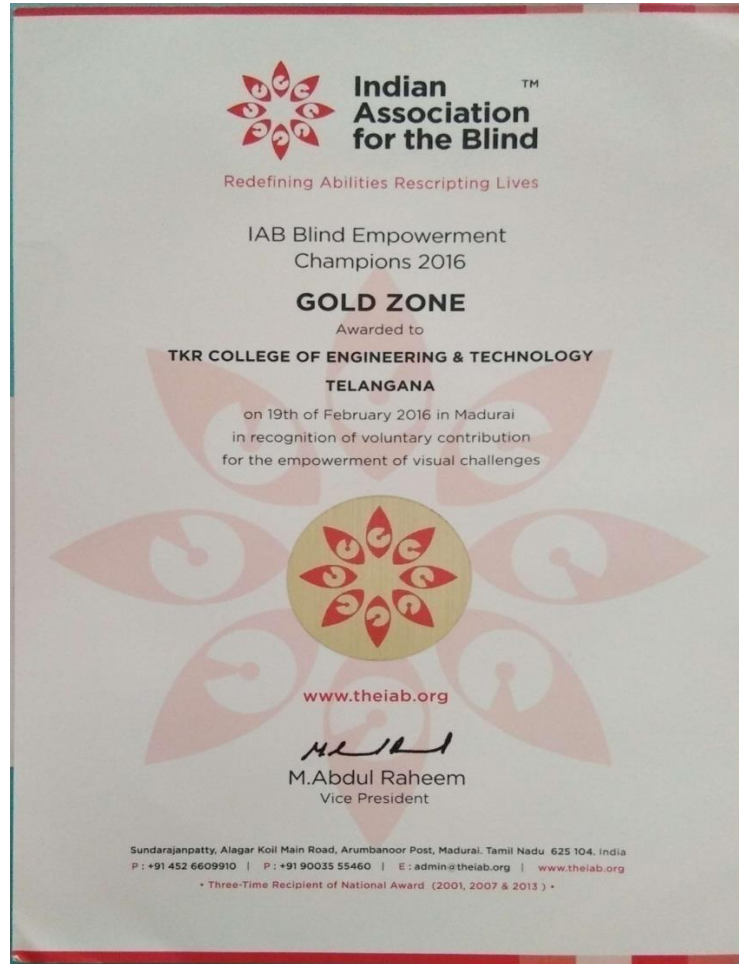 Indian TM
Association
for the Blind
Redefining Abilities Rescripting Lives
IAB Blind Empowerment
Champions 2016
GOLD ZONE
Awarded to
TKR COLLEGE OF ENGINEERING & TECHNOLOGY
TELANGANA
on 19th of February 2016 in Madurai
in recognition of voluntary contribution
for the empowerment of visual challenges
www.theiab.org
M.Abdul Raheem
Vice President
Sundarajanpatty, Alagar Koil Main Road, Arumbanoor Post, Madurai. Tamil Nadu 625 104. India
P : +91 452 6609910 | P : +91 90035 55460 | E : admin@theiab.org | www.theiab.org
• Three-Time Recipient of National Award (2001, 2007 & 2013 ) •